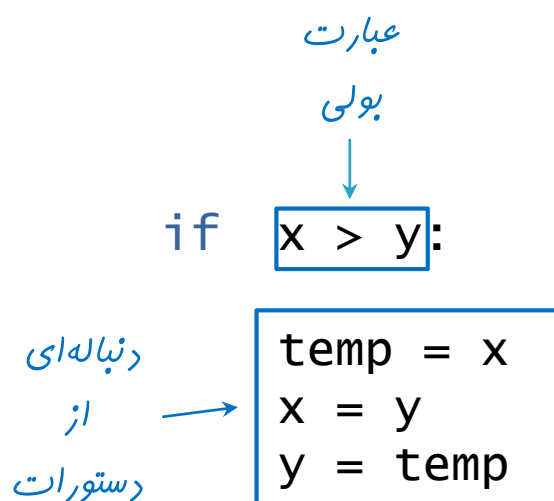 عبارت
بولی
if x > y:
دنباله‌ای
از
دستورات
temp = x
x = y
y = temp